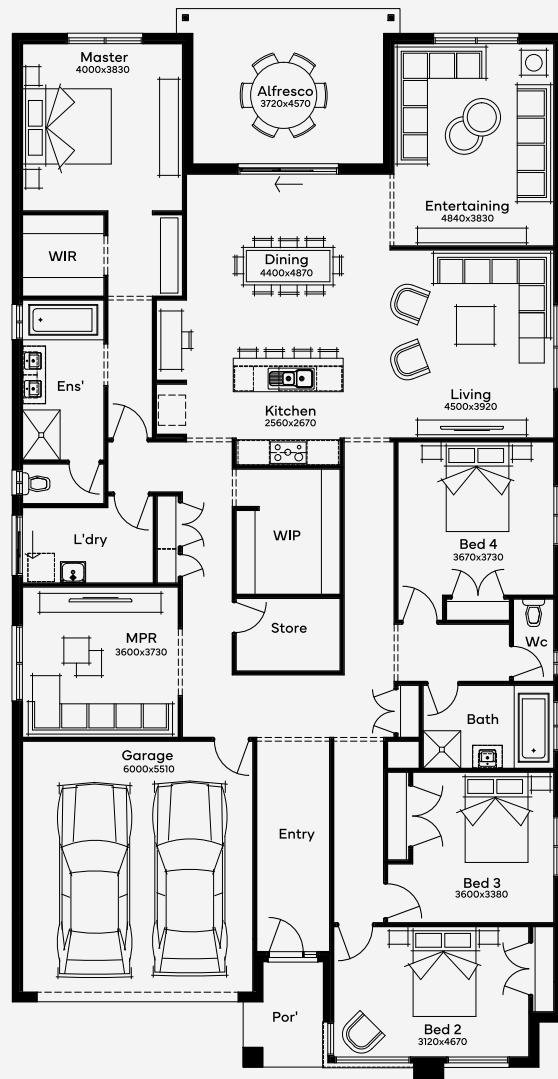 Master
4000x3830
Alfresco
3720x4570
Entertaining
4840x3830
WIR
Dining
4400x4870
Ens'
Living
4500x3920
Kitchen
2560x2670
L'dry
WIP
Bed 4
3670x3730
MPR
3600x3730
Store
Wc
Bath
Garage
6000x5510
Entry
Bed 3
3600x3380
Por'
Bed 2
3120x4670